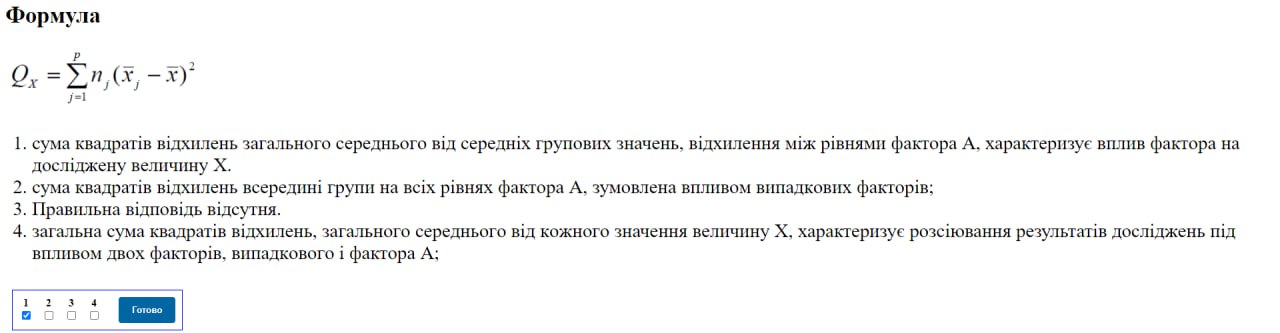 Формула
Q_x = \sum_{j=1}^{p} n_j (\overline{x}_j − \overline{x})^2
1. сума квадратів відхилень загального середнього від середніх групових значень, відхилення між рівнями фактора А, характеризує вплив фактора на
досліджену величину X.
2. сума квадратів відхилень всередині групи на всіх рівнях фактора А, зумовлена впливом випадкових факторів;
3. Правильна відповідь відсутня.
4. загальна сума квадратів відхилень, загального середнього від кожного значення величину X, характеризує розсіювання результатів досліджень під
впливом двох факторів, випадкового і фактора А;
1 2 3 4
Готово